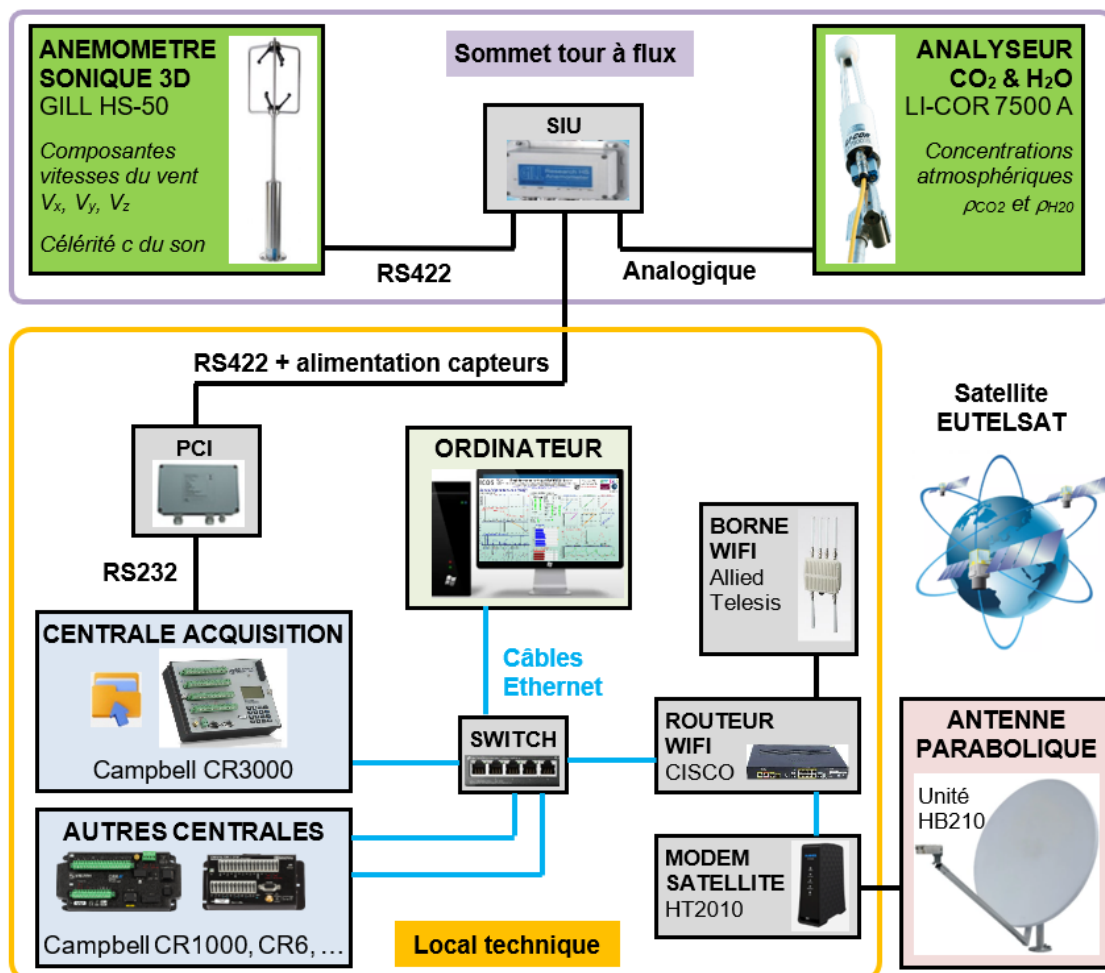 ANEMOMETRE
SONIQUE 3D
GILL HS-50
Composantes
vitesses du vent
Vx, Vy, Vz
Célérité c du son
Sommet tour à flux
SIU
ANALYSEUR
CO₂ & H₂O
LI-COR 7500 A
Concentrations
atmosphériques
ρCO2 et ρH20
RS422
Analogique
RS422 + alimentation capteurs
PCI
RS232
ORDINATEUR
ICOS
Satellite
EUTELSAT
BORNE
WIFI
Allied
Telesis
CENTRALE ACQUISITION
Campbell CR3000
Câbles
Ethernet
SWITCH
ROUTEUR
WIFI
CISCO
ANTENNE
PARABOLIQUE
Unité
HB210
AUTRES CENTRALES
Campbell CR1000, CR6, …
MODEM
SATELLITE
HT2010
Local technique